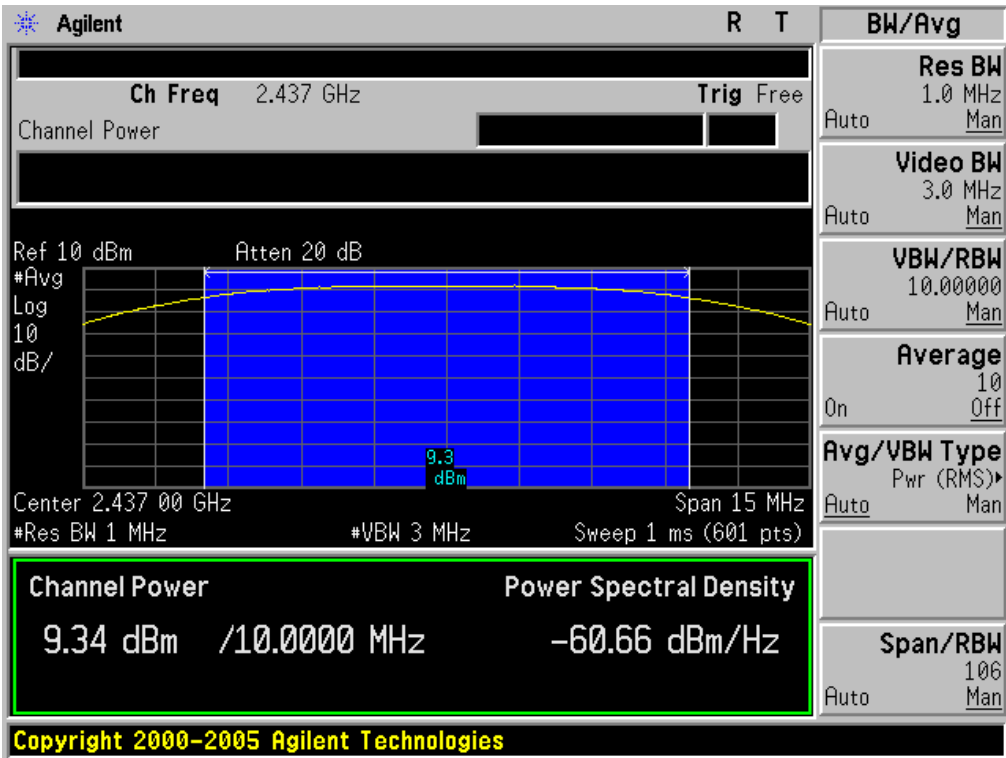 Agilent
R T
Ch Freq 2.437 GHz
Trig Free
Channel Power
Ref 10 dBm
Atten 20 dB
#Avg
Log
10
dB/
9.3
dBm
Center 2.437 00 GHz
Span 15 MHz
#Res BW 1 MHz
#VBW 3 MHz
Sweep 1 ms (601 pts)
Channel Power
Power Spectral Density
9.34 dBm /10.0000 MHz
-60.66 dBm/Hz
Copyright 2000-2005 Agilent Technologies
BW/Avg
Res BW
1.0 MHz
Auto Man
Video BW
3.0 MHz
Auto Man
VBW/RBW
10.00000
Auto Man
Average
10
On Off
Avg/VBW Type
Pwr (RMS)▸
Auto Man
Span/RBW
106
Auto Man